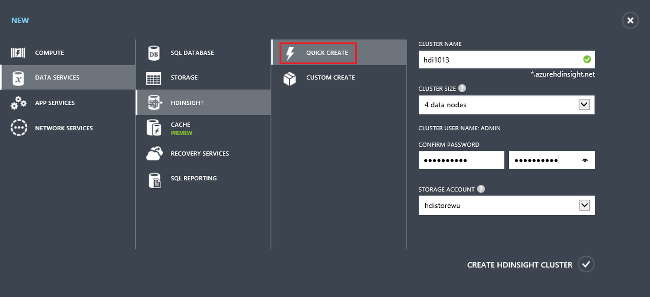 NEW
COMPUTE
DATA SERVICES
APP SERVICES
NETWORK SERVICES
DB
SQL DATABASE
STORAGE
HDINSIGHT
CACHE
PREVIEW
RECOVERY SERVICES
SQL REPORTING
QUICK CREATE
CUSTOM CREATE
CLUSTER NAME
hdi1013
*.azurehdinsight.net
CLUSTER SIZE ?
4 data nodes
CLUSTER USER NAME: ADMIN
CONFIRM PASSWORD
●●●●●●●●●● ●●●●●●●●●●
STORAGE ACCOUNT ?
hdistorewu
CREATE HDINSIGHT CLUSTER